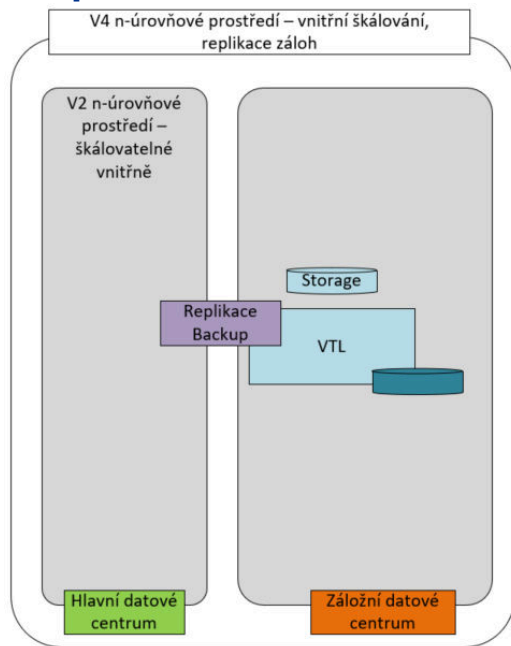 V4 n-úrovňové prostředí – vnitřní škálování,
replikace záloh
V2 n-úrovňové
prostředí –
škálovatelné
vnitřně
Storage
Replikace
Backup
VTL
Hlavní datové
centrum
Záložní datové
centrum